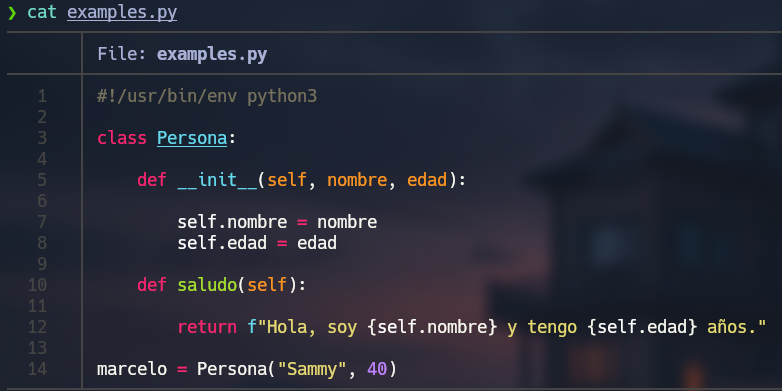 ❯ cat examples.py
File: examples.py
1 #!/usr/bin/env python3
2
3 class Persona:
4
5     def __init__(self, nombre, edad):
6
7         self.nombre = nombre
8         self.edad = edad
9
10     def saludo(self):
11
12         return f"Hola, soy {self.nombre} y tengo {self.edad} años."
13
14 marcelo = Persona("Sammy", 40)